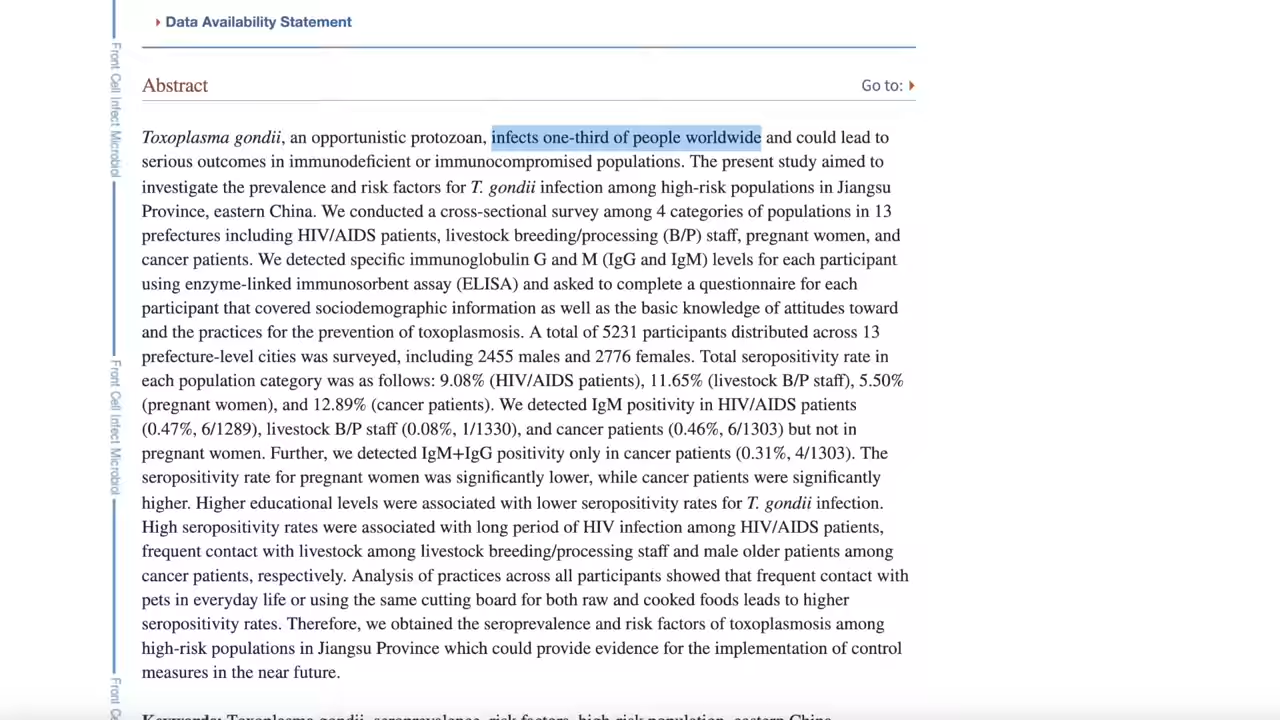 Data Availability Statement
Abstract
Go to:
Toxoplasma gondii, an opportunistic protozoan, infects one-third of people worldwide and could lead to
serious outcomes in immunodeficient or immunocompromised populations. The present study aimed to
investigate the prevalence and risk factors for T. gondii infection among high-risk populations in Jiangsu
Province, eastern China. We conducted a cross-sectional survey among 4 categories of populations in 13
prefectures including HIV/AIDS patients, livestock breeding/processing (B/P) staff, pregnant women, and
cancer patients. We detected specific immunoglobulin G and M (IgG and IgM) levels for each participant
using enzyme-linked immunosorbent assay (ELISA) and asked to complete a questionnaire for each
participant that covered sociodemographic information as well as the basic knowledge of attitudes toward
and the practices for the prevention of toxoplasmosis. A total of 5231 participants distributed across 13
prefecture-level cities was surveyed, including 2455 males and 2776 females. Total seropositivity rate in
each population category was as follows: 9.08% (HIV/AIDS patients), 11.65% (livestock B/P staff), 5.50%
(pregnant women), and 12.89% (cancer patients). We detected IgM positivity in HIV/AIDS patients
(0.47%, 6/1289), livestock B/P staff (0.08%, 1/1330), and cancer patients (0.46%, 6/1303) but not in
pregnant women. Further, we detected IgM+IgG positivity only in cancer patients (0.31%, 4/1303). The
seropositivity rate for pregnant women was significantly lower, while cancer patients were significantly
higher. Higher educational levels were associated with lower seropositivity rates for T. gondii infection.
High seropositivity rates were associated with long period of HIV infection among HIV/AIDS patients,
frequent contact with livestock among livestock breeding/processing staff and male older patients among
cancer patients, respectively. Analysis of practices across all participants showed that frequent contact with
pets in everyday life or using the same cutting board for both raw and cooked foods leads to higher
seropositivity rates. Therefore, we obtained the seroprevalence and risk factors of toxoplasmosis among
high-risk populations in Jiangsu Province which could provide evidence for the implementation of control
measures in the near future.
Keywords: Toxoplasma gondii, seroprevalence, risk factors, high-risk population, eastern China
Front Cell Infect Microbiol
Front Cell Infect Microbiol
Front C